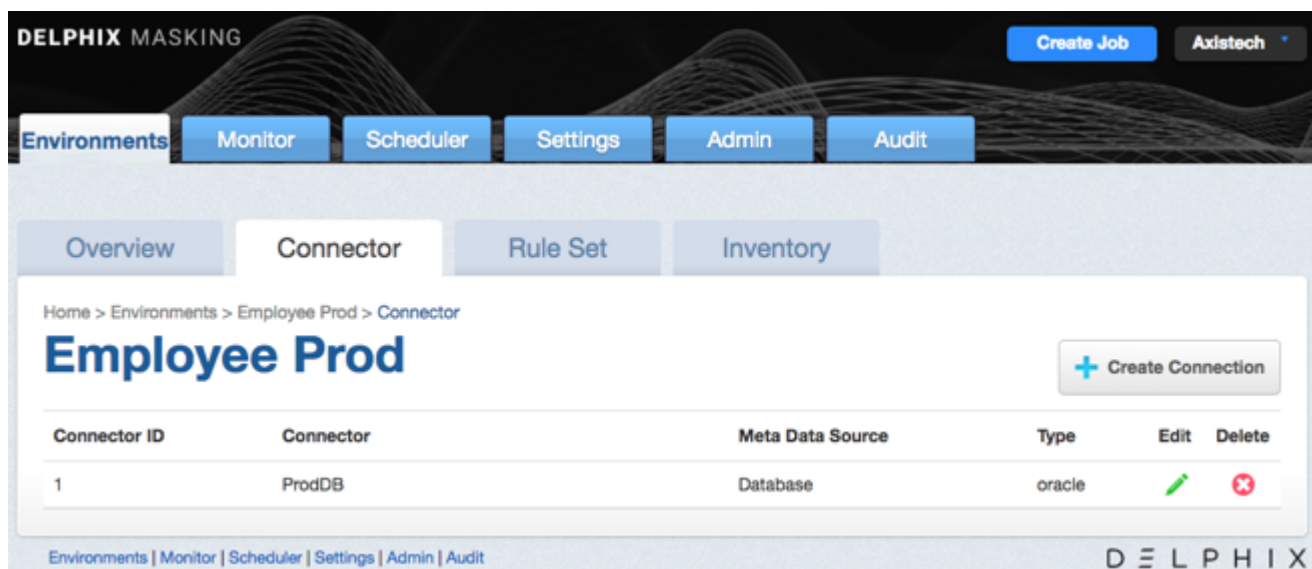 DELPHIX MASKING
Create Job
Axistech
Environments Monitor Scheduler Settings Admin Audit
Overview Connector Rule Set Inventory
Home > Environments > Employee Prod > Connector
Employee Prod
Create Connection
Connector ID Connector Meta Data Source Type Edit Delete
1 ProdDB Database oracle
Environments | Monitor | Scheduler | Settings | Admin | Audit
DELPHIX